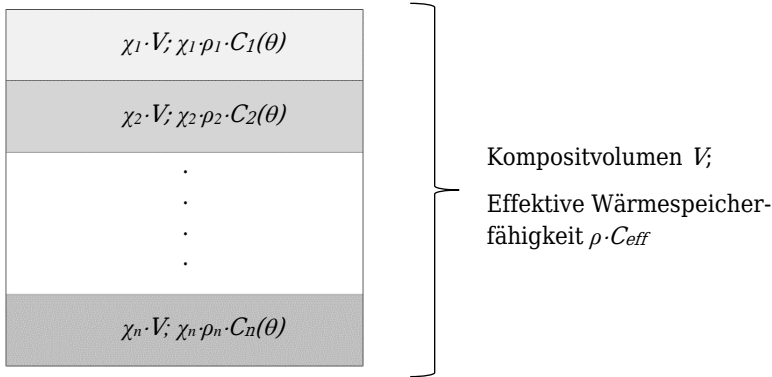 χ₁·V; χ₁·ρ₁·C₁(θ)
χ₂·V; χ₂·ρ₂·C₂(θ)
.
.
.
.
χₙ·V; χₙ·ρₙ·Cₙ(θ)
Kompositvolumen V;
Effektive Wärmespeicher-
fähigkeit ρ·Ceff